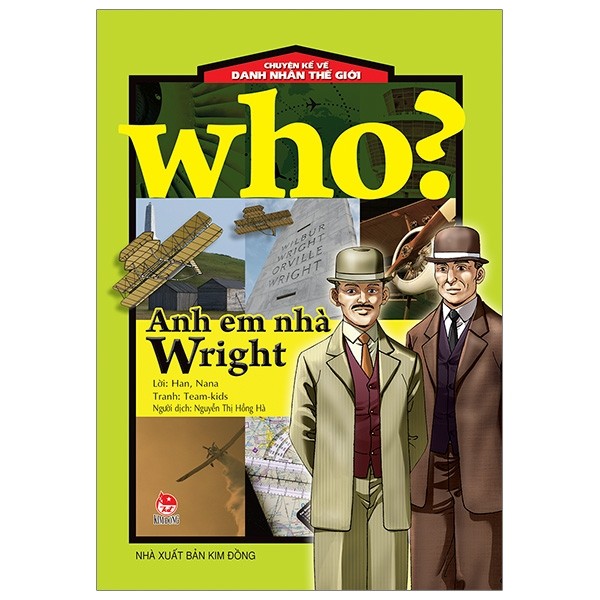 CHUYỆN KỂ VỀ
DANH NHÂN THẾ GIỚI
who?
WILBUR
WRIGHT
ORVILLE
WRIGHT
Anh em nhà
Wright
Lời: Han, Nana
Tranh: Team-kids
Người dịch: Nguyễn Thị Hồng Hà
KIM ĐỒNG
NHÀ XUẤT BẢN KIM ĐỒNG